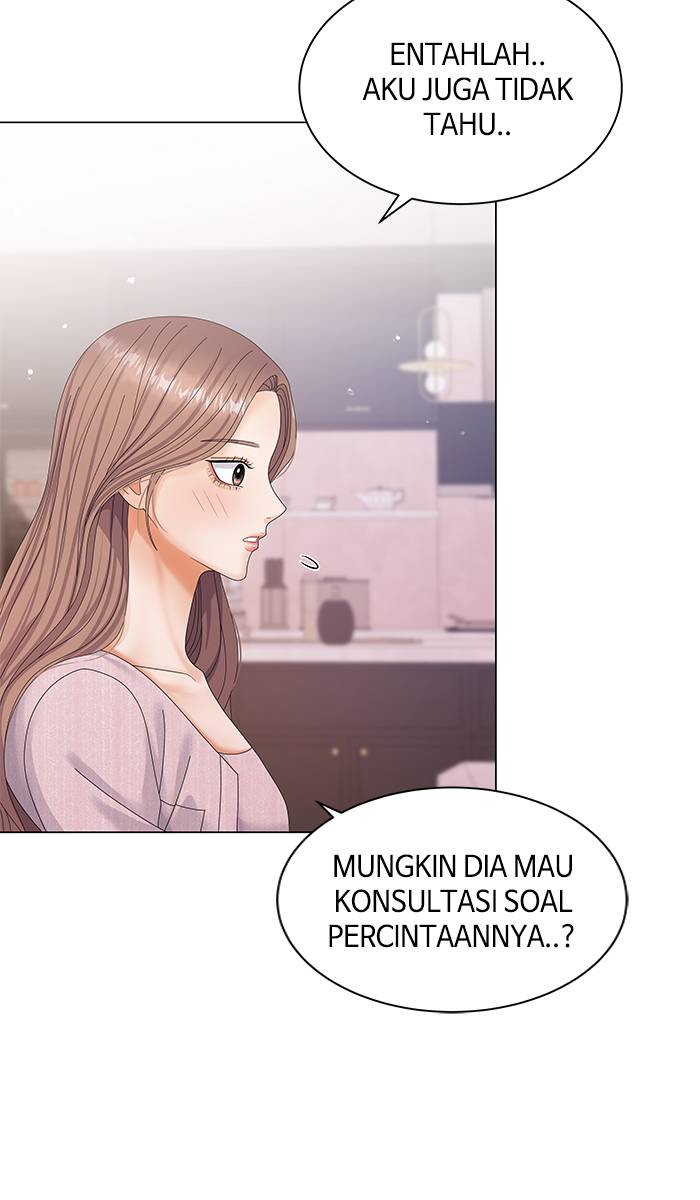 ENTAHLAH..
AKU JUGA TIDAK
TAHU..
MUNGKIN DIA MAU
KONSULTASI SOAL
PERCINTAANNYA..?